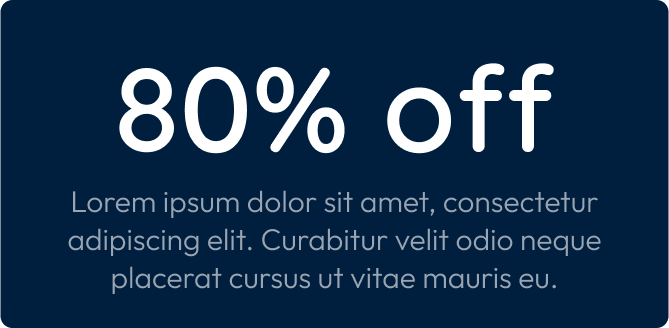 80% off
Lorem ipsum dolor sit amet, consectetur
adipiscing elit. Curabitur velit odio neque
placerat cursus ut vitae mauris eu.